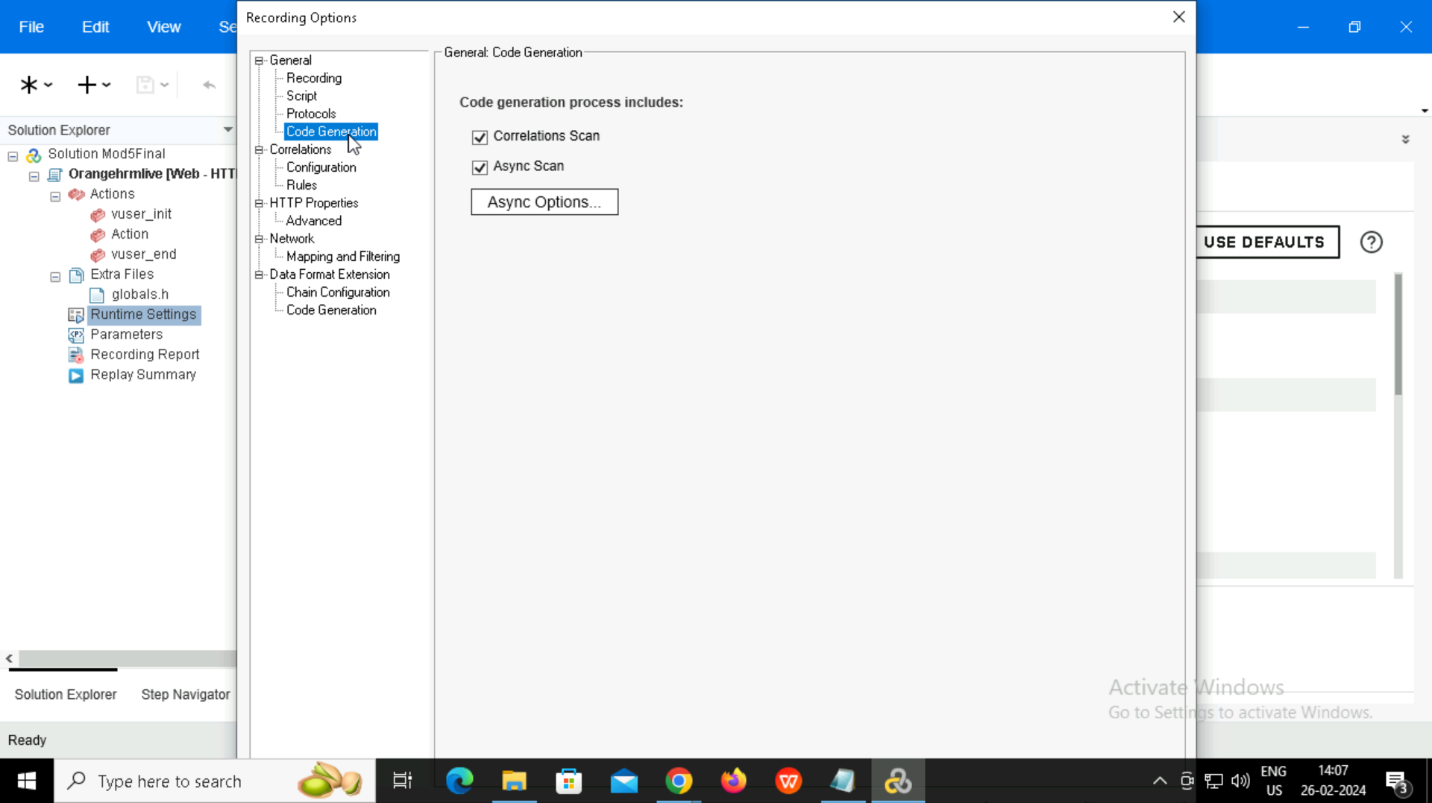 File Edit View Se
Recording Options
Solution Explorer
Solution Mod5Final
Orangehrmlive [Web - HTT
Actions
vuser_init
Action
vuser_end
Extra Files
globals.h
Runtime Settings
Parameters
Recording Report
Replay Summary
Solution Explorer Step Navigator
Ready
General
Recording
Script
Protocols
Code Generation
Correlations
Configuration
Rules
HTTP Properties
Advanced
Network
Mapping and Filtering
Data Format Extension
Chain Configuration
Code Generation
General: Code Generation
Code generation process includes:
Correlations Scan
Async Scan
Async Options...
USE DEFAULTS
Activate Windows
Go to Settings to activate Windows.
Type here to search
ENG
US
14:07
26-02-2024
3